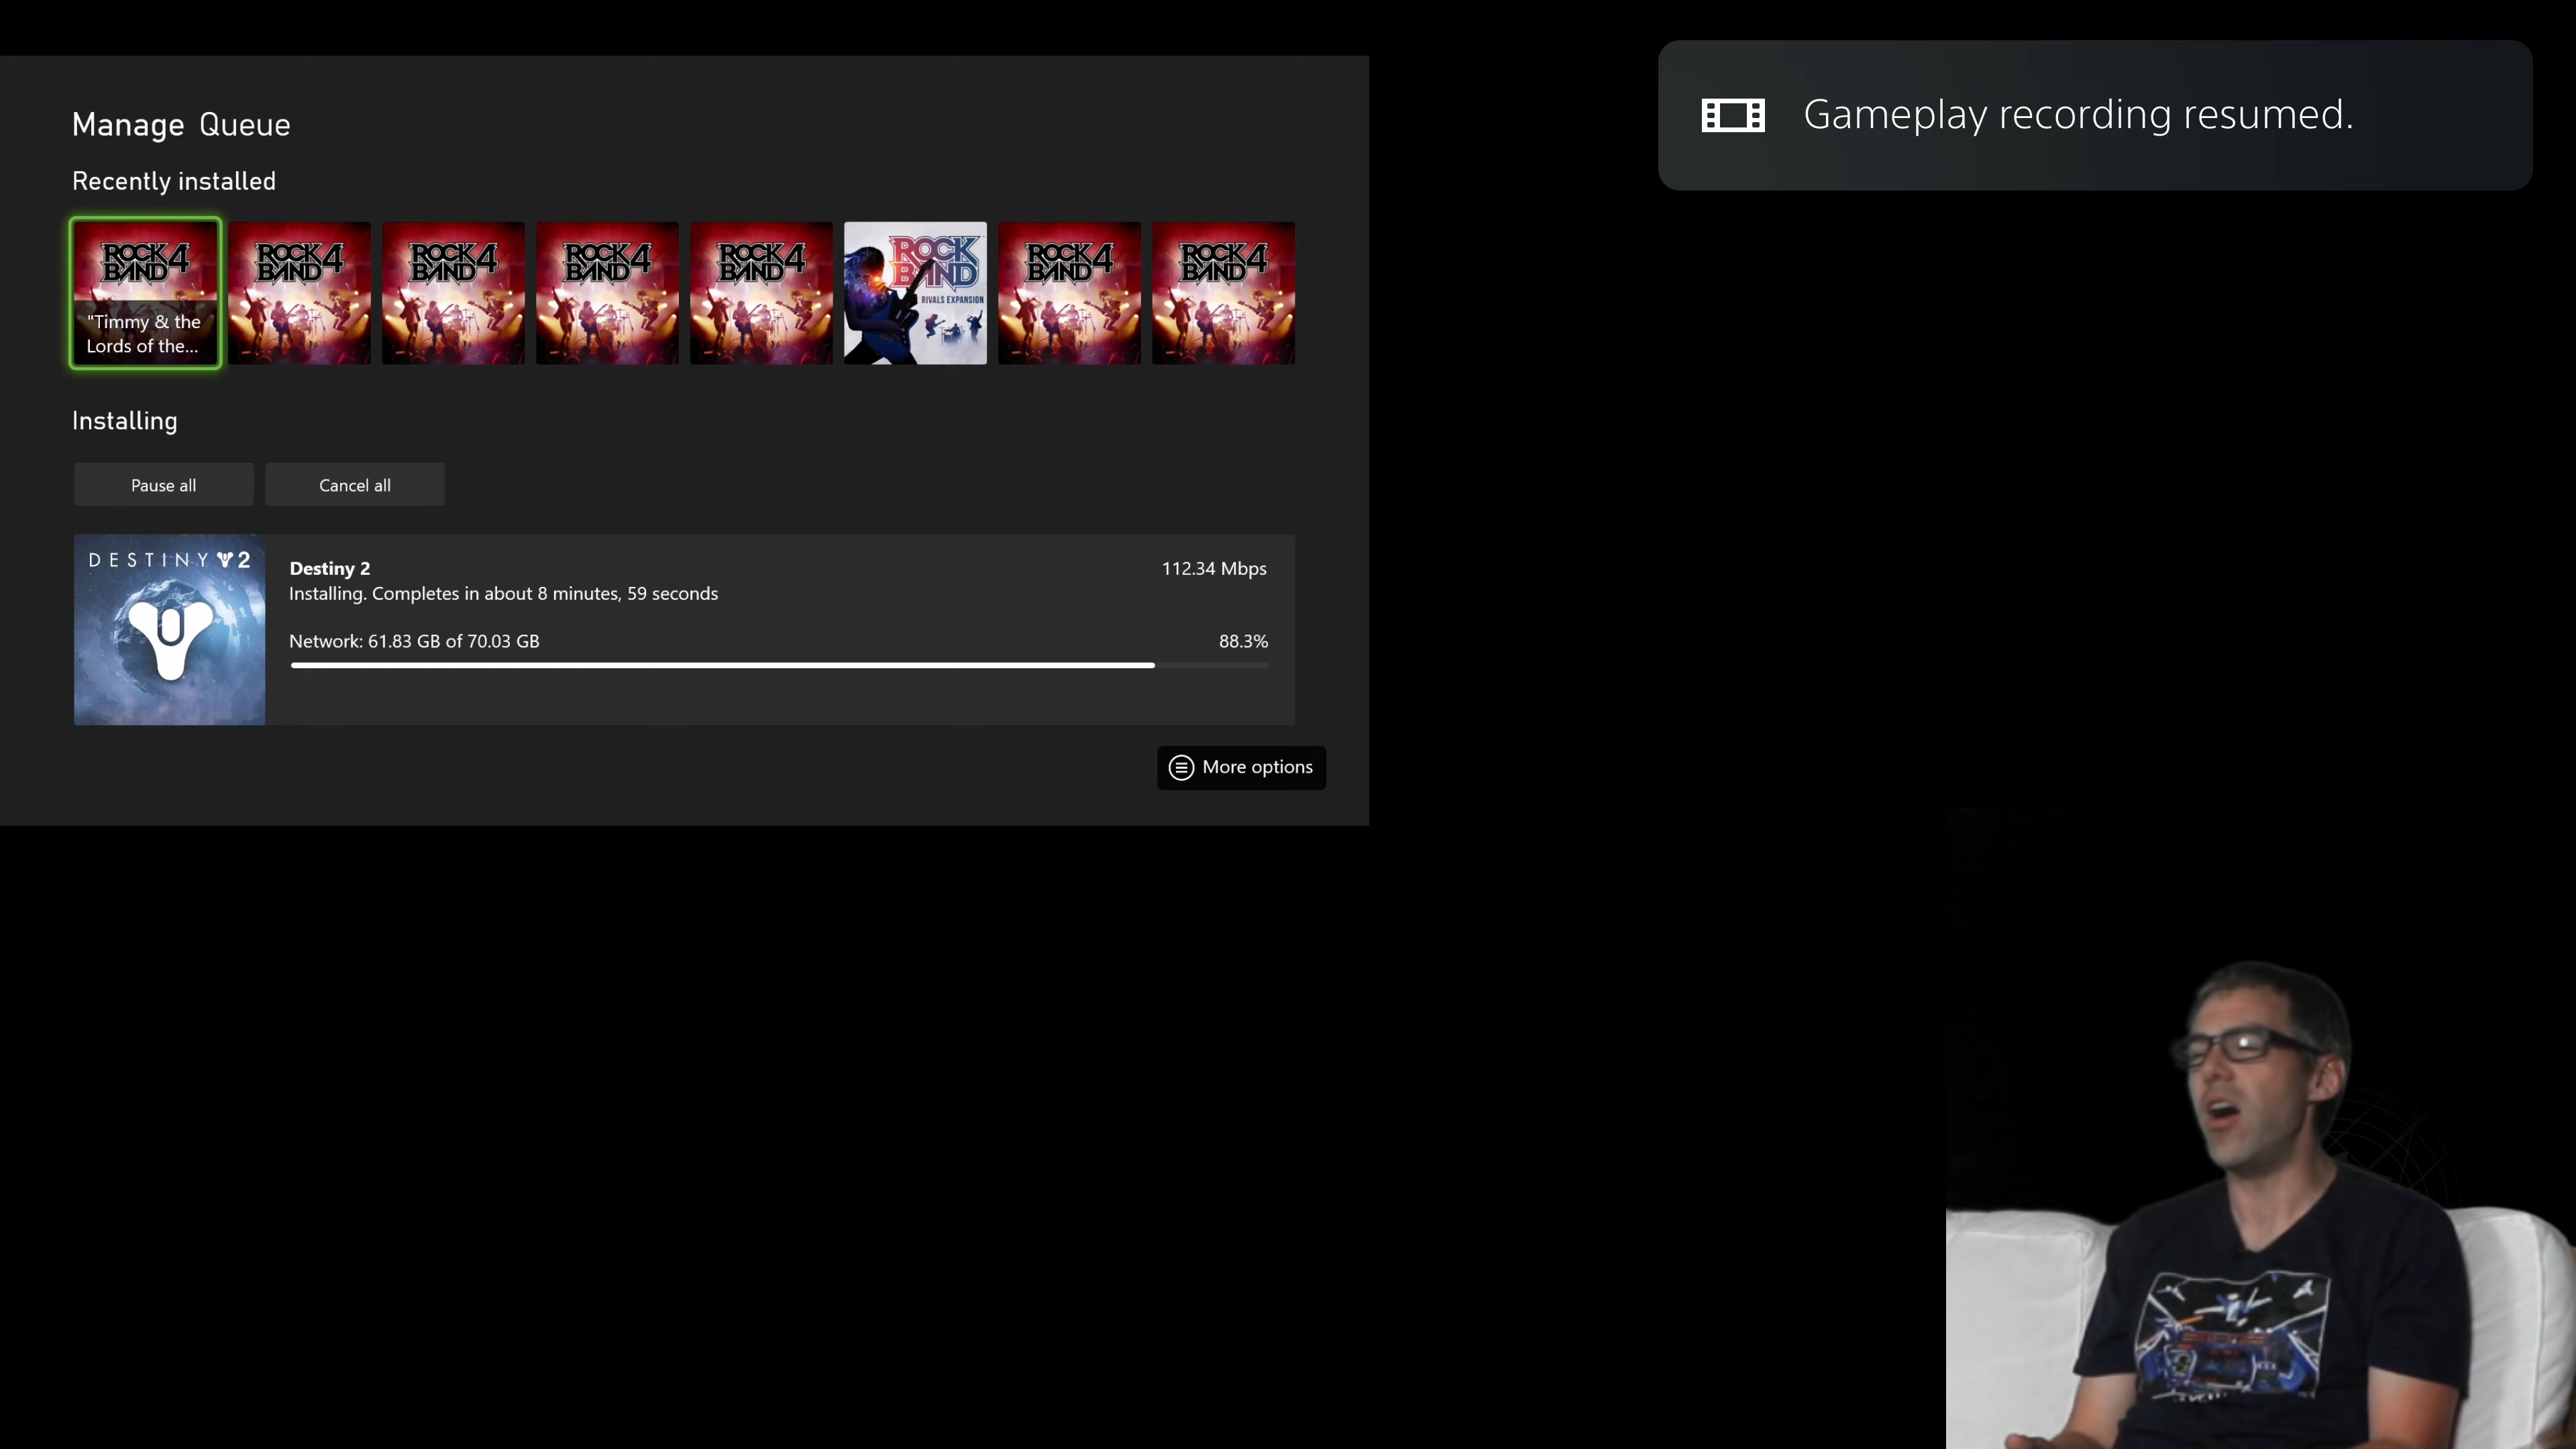 Gameplay recording resumed.
Manage Queue
Recently installed
ROCK BAND 4
"Timmy & the
Lords of the...
ROCK BAND 4
ROCK BAND 4
ROCK BAND 4
ROCK BAND 4
ROCK BAND
RIVALS EXPANSION
ROCK BAND 4
ROCK BAND 4
Installing
Pause all
Cancel all
DESTINY 2
Destiny 2
112.34 Mbps
Installing. Completes in about 8 minutes, 59 seconds
Network: 61.83 GB of 70.03 GB
88.3%
More options